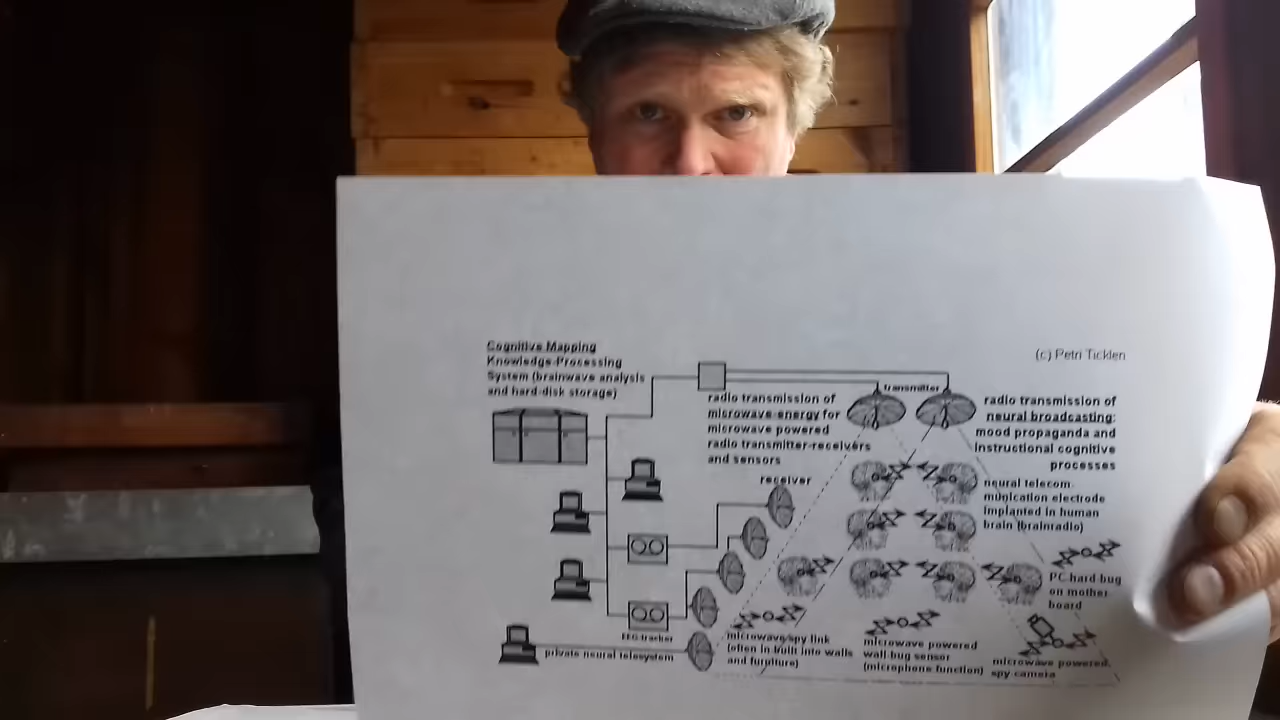 Cognitive Mapping
Knowledge-Processing
System (brainwave analysis
and hard-disk storage)
(c) Petri Ticklen
transmitter
radio transmission of
microwave energy for
microwave powered
radio transmitter-receivers
and sensors
radio transmission of
neural broadcasting:
mood propaganda and
instructional cognitive
processes
receiver
neural telecom-
munication electrode
implanted in human
brain (brainradio)
PC-hard bug
on mother
board
EEG-tracker
private neural telesystem
microwave spy link
(often in built into walls
and furniture)
microwave powered
wall-bug sensor
(microphone function)
microwave powered
spy camera